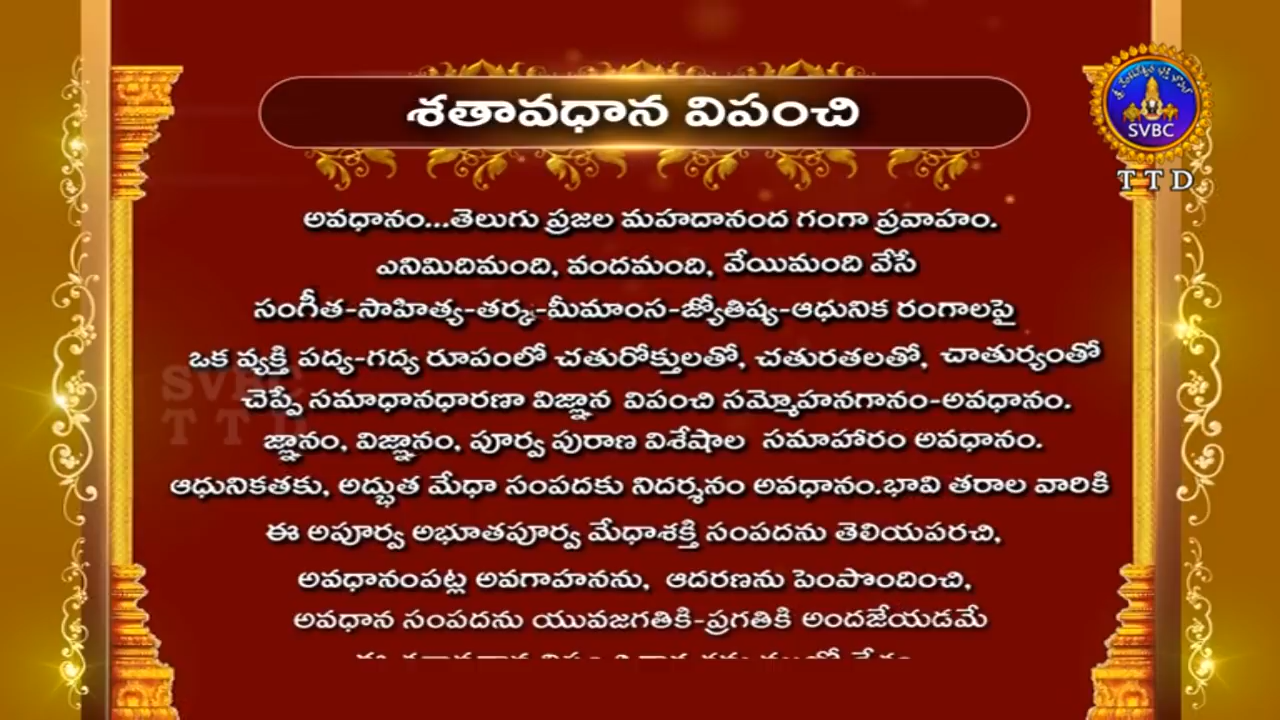 శతావధాన విపంచి
SVBC
T T D
అవధానం...తెలుగు ప్రజల మహదానంద గంగా ప్రవాహం.
ఎనిమిదిమంది, వందమంది, వేయిమంది వేసే
సంగీత-సాహిత్య-తర్క-మీమాంస-జ్యోతిష్య-ఆధునిక రంగాలపై
ఒక వ్యక్తి పద్య-గద్య రూపంలో చతురోక్తులతో, చతురతలతో, చాతుర్యంతో
చెప్పే సమాధానధారణా విజ్ఞాన విపంచి సమ్మోహనగానం-అవధానం.
జ్ఞానం, విజ్ఞానం, పూర్వ పురాణ విశేషాల సమాహారం అవధానం.
ఆధునికతకు, అద్భుత మేధా సంపదకు నిదర్శనం అవధానం.భావి తరాల వారికి
ఈ అపూర్వ అభూతపూర్వ మేధాశక్తి సంపదను తెలియపరచి,
అవధానంపట్ల అవగాహనను, ఆదరణను పెంపొందించి,
అవధాన సంపదను యువజగతికి-ప్రగతికి అందజేయడమే
SVBC
T T D